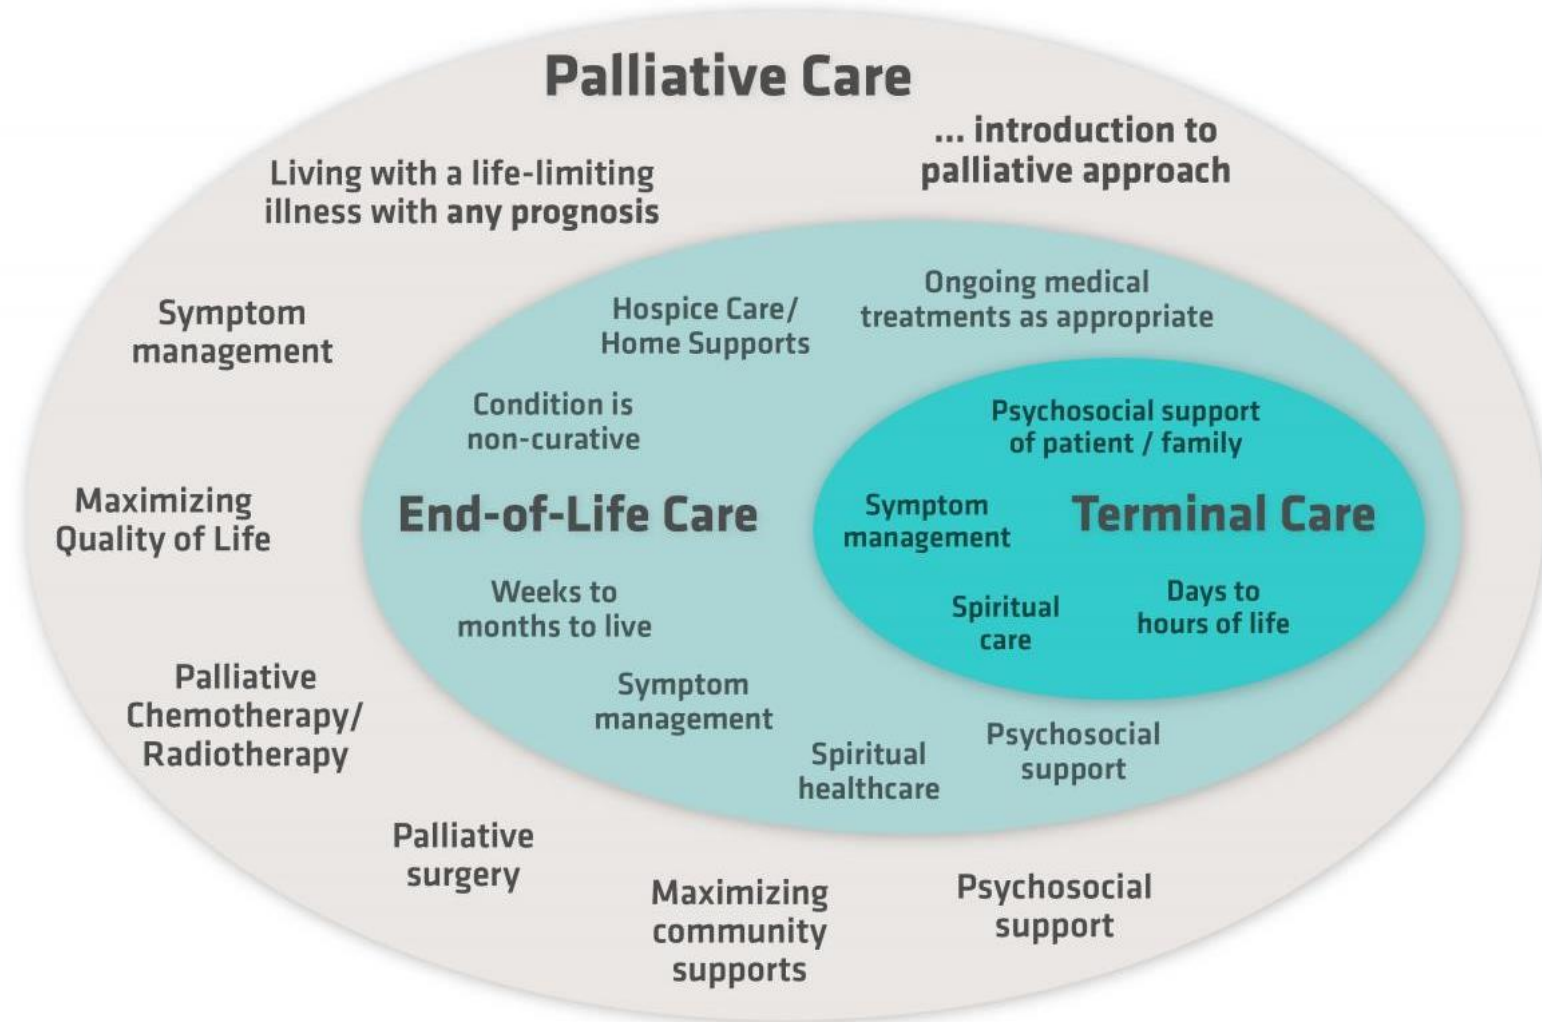 Palliative Care
... introduction to
palliative approach
Living with a life-limiting
illness with any prognosis
Symptom
management
Maximizing
Quality of Life
Palliative
Chemotherapy/
Radiotherapy
Palliative
surgery
Maximizing
community
supports
Psychosocial
support
Hospice Care/
Home Supports
Ongoing medical
treatments as appropriate
Condition is
non-curative
End-of-Life Care
Weeks to
months to live
Symptom
management
Spiritual
healthcare
Psychosocial
support
Psychosocial support
of patient / family
Symptom
management
Terminal Care
Spiritual
care
Days to
hours of life